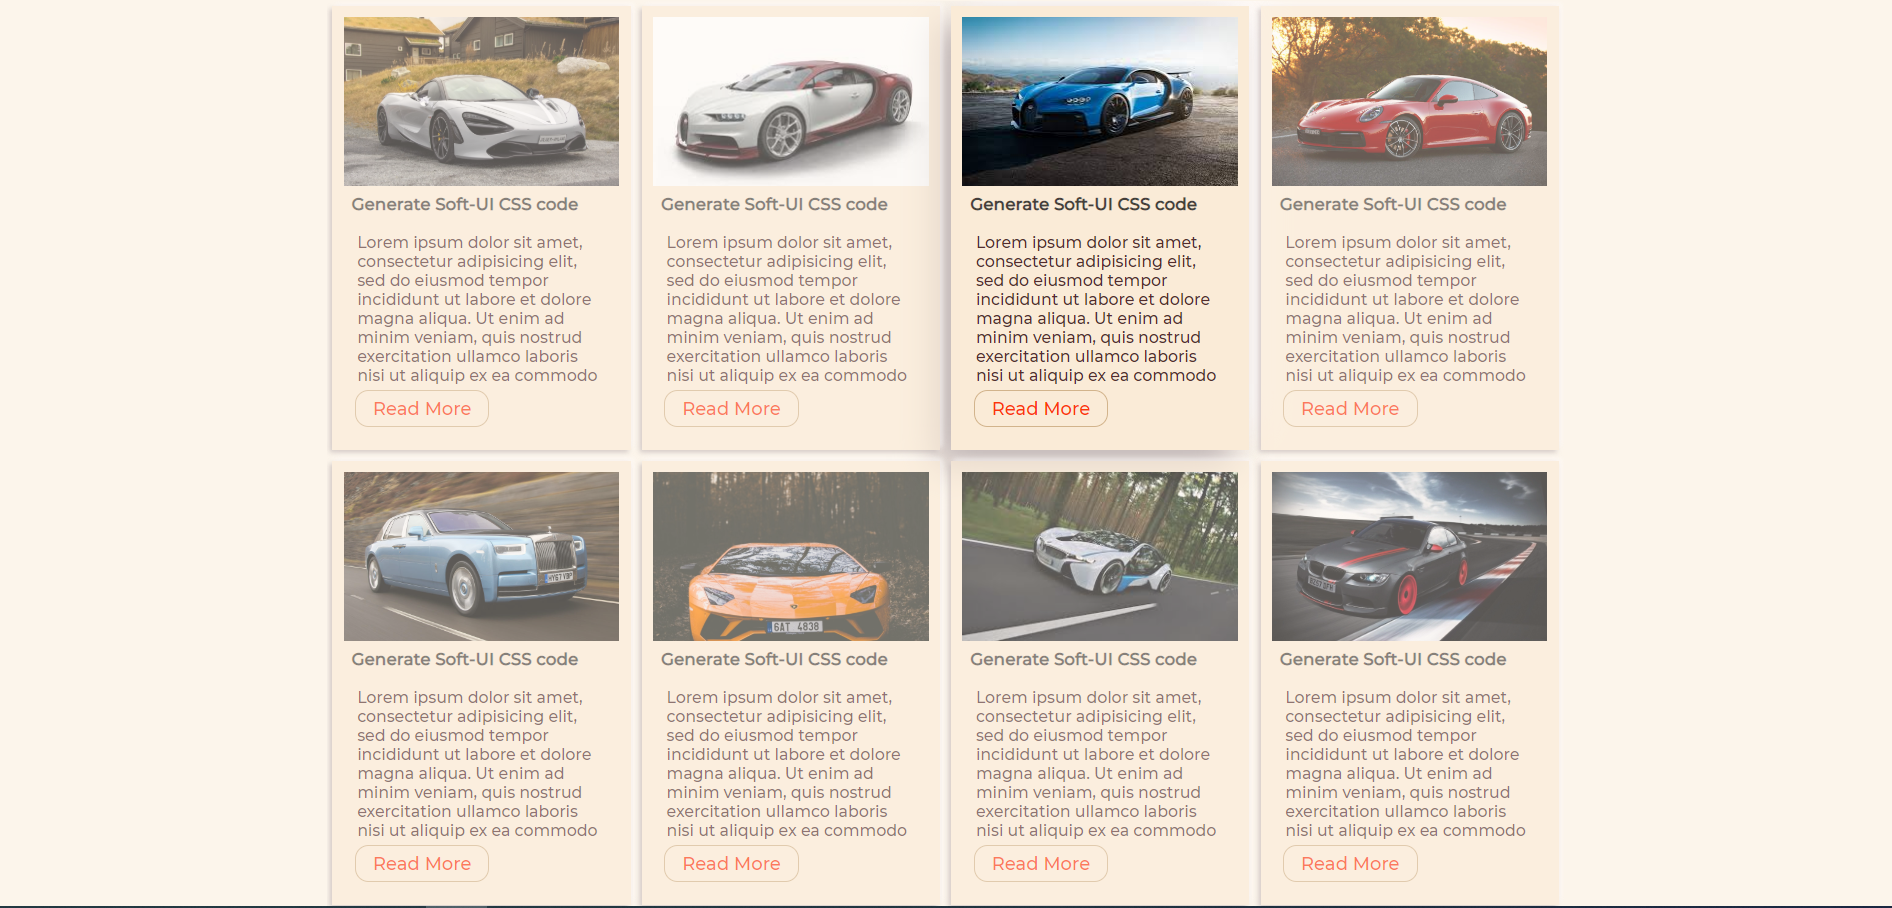 Generate Soft-UI CSS code
Lorem ipsum dolor sit amet,
consectetur adipisicing elit,
sed do eiusmod tempor
incididunt ut labore et dolore
magna aliqua. Ut enim ad
minim veniam, quis nostrud
exercitation ullamco laboris
nisi ut aliquip ex ea commodo
Read More
Generate Soft-UI CSS code
Lorem ipsum dolor sit amet,
consectetur adipisicing elit,
sed do eiusmod tempor
incididunt ut labore et dolore
magna aliqua. Ut enim ad
minim veniam, quis nostrud
exercitation ullamco laboris
nisi ut aliquip ex ea commodo
Read More
Generate Soft-UI CSS code
Lorem ipsum dolor sit amet,
consectetur adipisicing elit,
sed do eiusmod tempor
incididunt ut labore et dolore
magna aliqua. Ut enim ad
minim veniam, quis nostrud
exercitation ullamco laboris
nisi ut aliquip ex ea commodo
Read More
Generate Soft-UI CSS code
Lorem ipsum dolor sit amet,
consectetur adipisicing elit,
sed do eiusmod tempor
incididunt ut labore et dolore
magna aliqua. Ut enim ad
minim veniam, quis nostrud
exercitation ullamco laboris
nisi ut aliquip ex ea commodo
Read More
HY67 VDP
Generate Soft-UI CSS code
Lorem ipsum dolor sit amet,
consectetur adipisicing elit,
sed do eiusmod tempor
incididunt ut labore et dolore
magna aliqua. Ut enim ad
minim veniam, quis nostrud
exercitation ullamco laboris
nisi ut aliquip ex ea commodo
Read More
6AT 4838
Generate Soft-UI CSS code
Lorem ipsum dolor sit amet,
consectetur adipisicing elit,
sed do eiusmod tempor
incididunt ut labore et dolore
magna aliqua. Ut enim ad
minim veniam, quis nostrud
exercitation ullamco laboris
nisi ut aliquip ex ea commodo
Read More
Generate Soft-UI CSS code
Lorem ipsum dolor sit amet,
consectetur adipisicing elit,
sed do eiusmod tempor
incididunt ut labore et dolore
magna aliqua. Ut enim ad
minim veniam, quis nostrud
exercitation ullamco laboris
nisi ut aliquip ex ea commodo
Read More
Generate Soft-UI CSS code
Lorem ipsum dolor sit amet,
consectetur adipisicing elit,
sed do eiusmod tempor
incididunt ut labore et dolore
magna aliqua. Ut enim ad
minim veniam, quis nostrud
exercitation ullamco laboris
nisi ut aliquip ex ea commodo
Read More